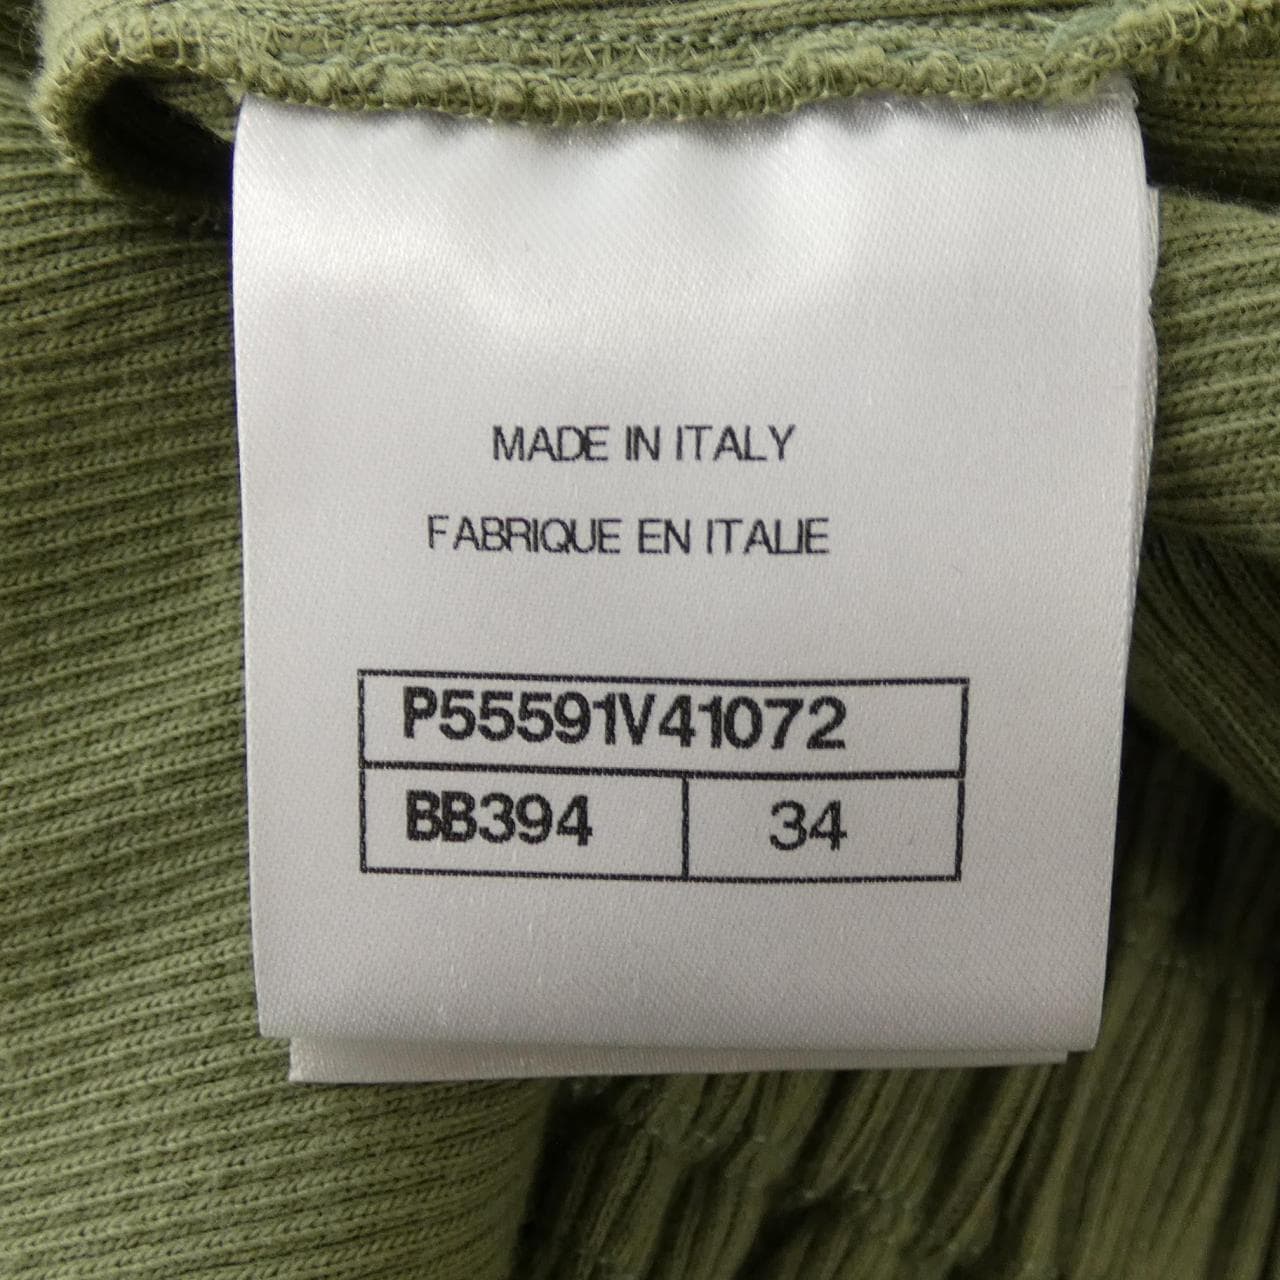 MADE IN ITALY
FABRIQUE EN ITALIE
P55591V41072
BB394 34